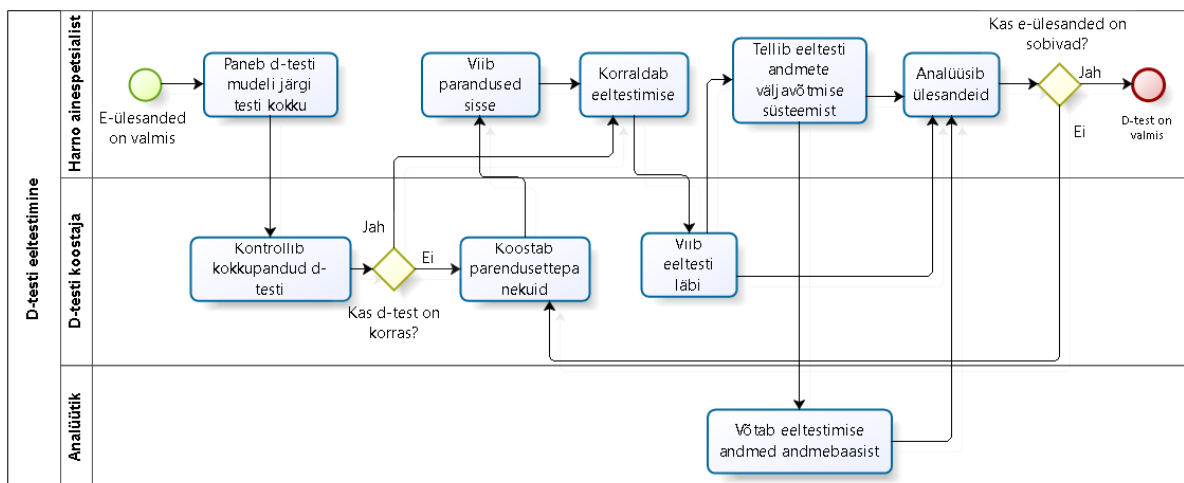 D-testi eeltestimine
Harno ainespetsialist
E-ülesanded
on valmis
Paneb d-testi
mudeli järgi
testi kokku
Viib
parandused
sisse
Korraldab
eeltestimise
Tellib eeltesti
andmete
väljavõtmise
süsteemist
Analüüsib
ülesandeid
Kas e-ülesanded on
sobivad?
Jah
Ei
D-test on
valmis
D-testi koostaja
Kontrollib
kokkupandud d-
testi
Jah
Ei
Kas d-test on
korras?
Koostab
parendusettepa
nekuid
Viib
eeltesti
läbi
Analüütik
Võtab eeltestimise
andmed andmebaasist